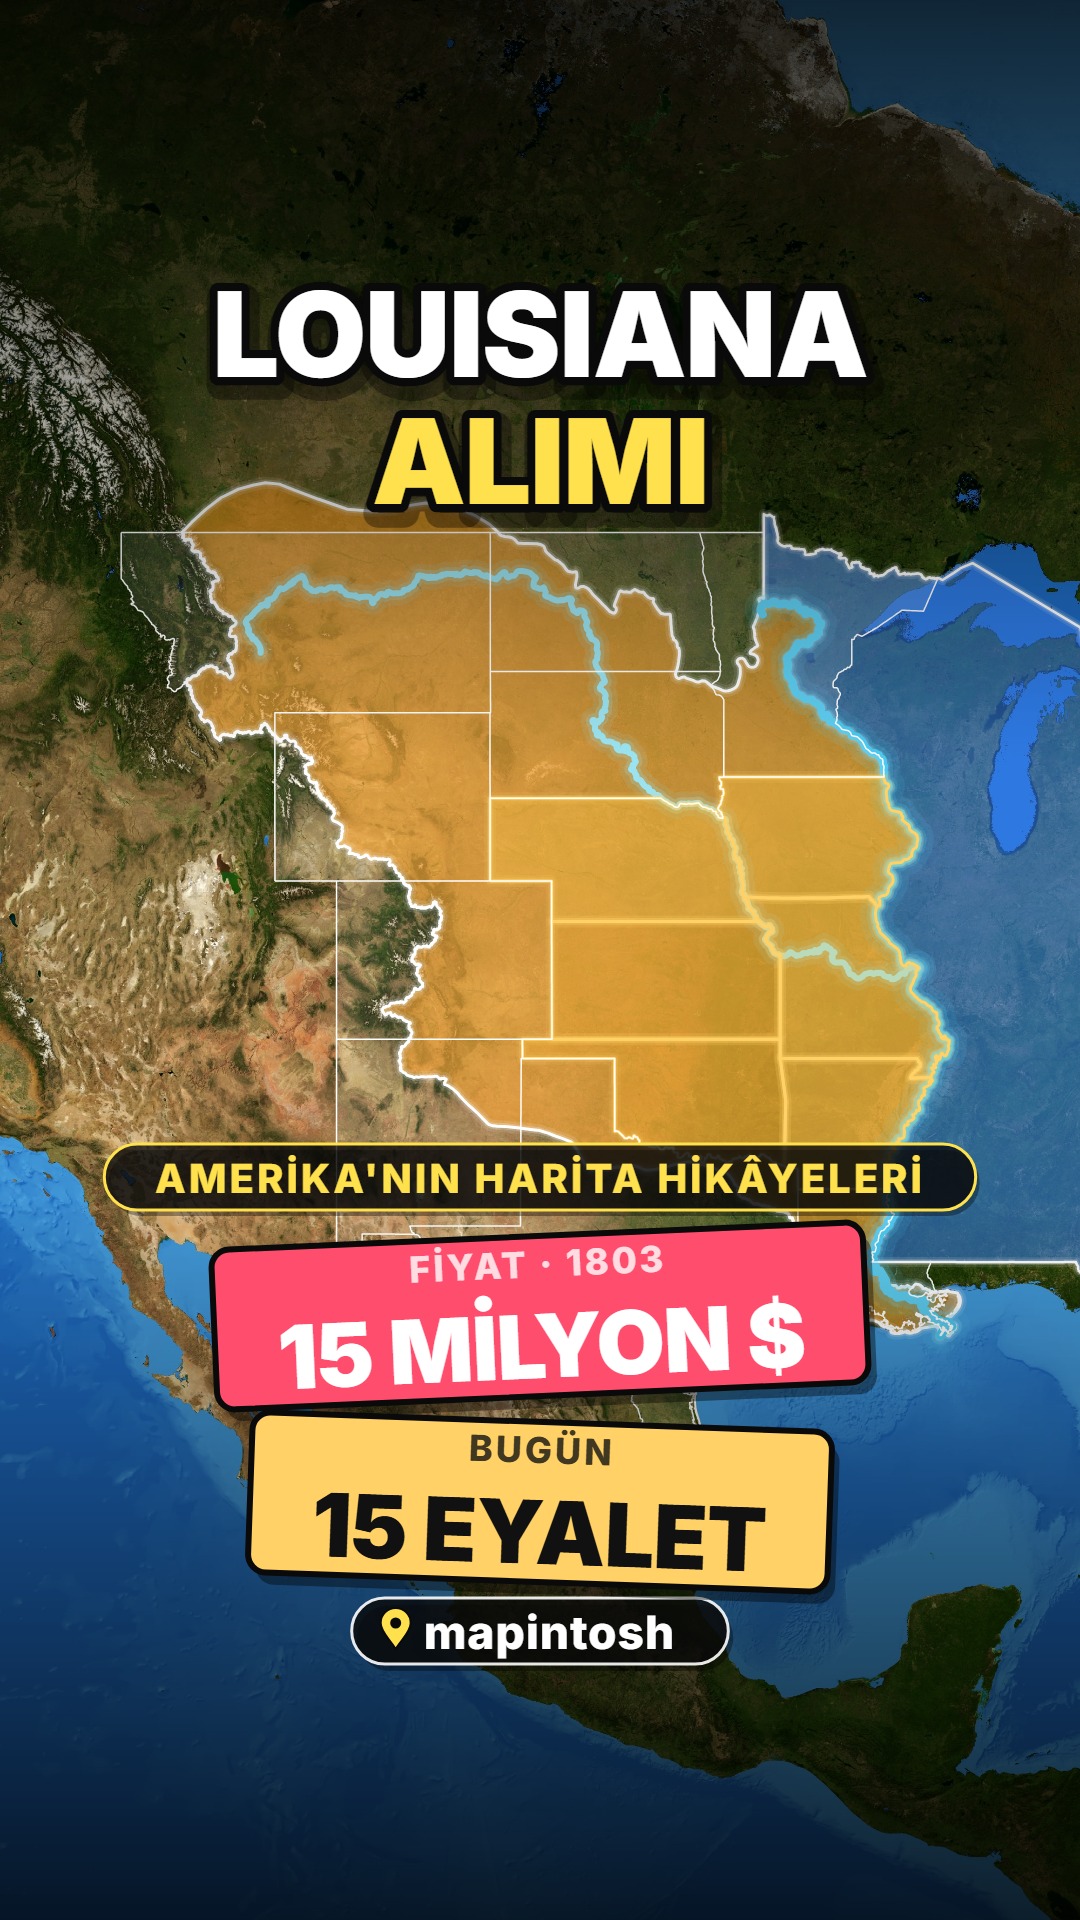 LOUISIANA
ALIMI
AMERİKA'NIN HARİTA HİKÂYELERİ
FİYAT · 1803
15 MİLYON $
BUGÜN
15 EYALET
mapintosh